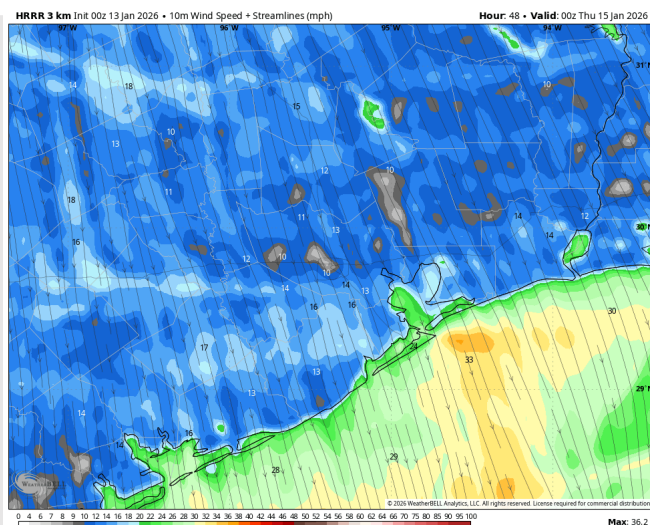 HRRR 3 km Init 00z 13 Jan 2026 • 10m Wind Speed + Streamlines (mph) Hour: 48 • Valid: 00z Thu 15 Jan 2026
97°W 96°W 95°W 94°W
31°N
14 18 15 10
10
13
12 10
11
18 11 14 12
13 14 30°N
16
12 10
10
14 14 13
16 16 30
17 24
33
13
13 29°N
14
16
14
29
28
WeatherBELL
© 2026 WeatherBELL Analytics, LLC. All rights reserved. License required for commercial distribution
0 4 6 7 8 9 10 12 14 16 18 20 22 24 26 28 30 32 34 36 38 40 42 44 46 48 50 52 54 56 58 60 62 64 66 68 70 75 80 85 90 95 100
Max: 36.2